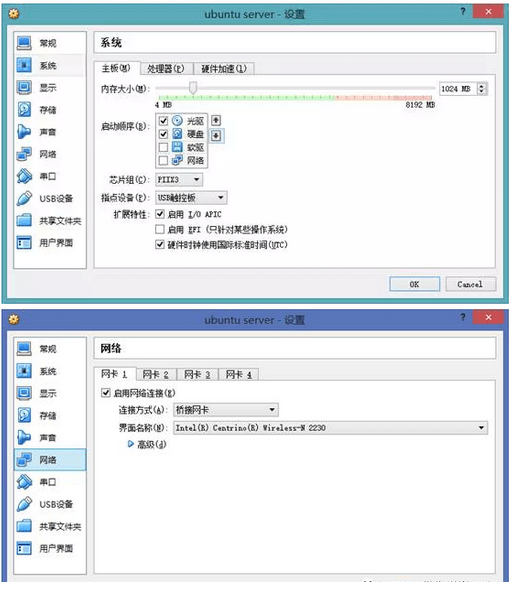 ubuntu server - 设置
?
×
常规
系统
显示
存储
声音
网络
串口
USB设备
共享文件夹
用户界面
系统
主板(M) 处理器(P) 硬件加速(L)
内存大小(M): 1024 MB
4 MB 8192 MB
启动顺序(B): 光驱
硬盘
软驱
网络
芯片组(C): PIIX3
指点设备(P): USB触控板
扩展特性: 启用 I/O APIC
启用 EFI (只针对某些操作系统)
硬件时钟使用国际标准时间(UTC)
OK Cancel
ubuntu server - 设置
?
×
常规
系统
显示
存储
声音
网络
串口
USB设备
共享文件夹
用户界面
网络
网卡 1 网卡 2 网卡 3 网卡 4
启用网络连接(E)
连接方式(A): 桥接网卡
界面名称(N): Intel(R) Centrino(R) Wireless-N 2230
高级(d)